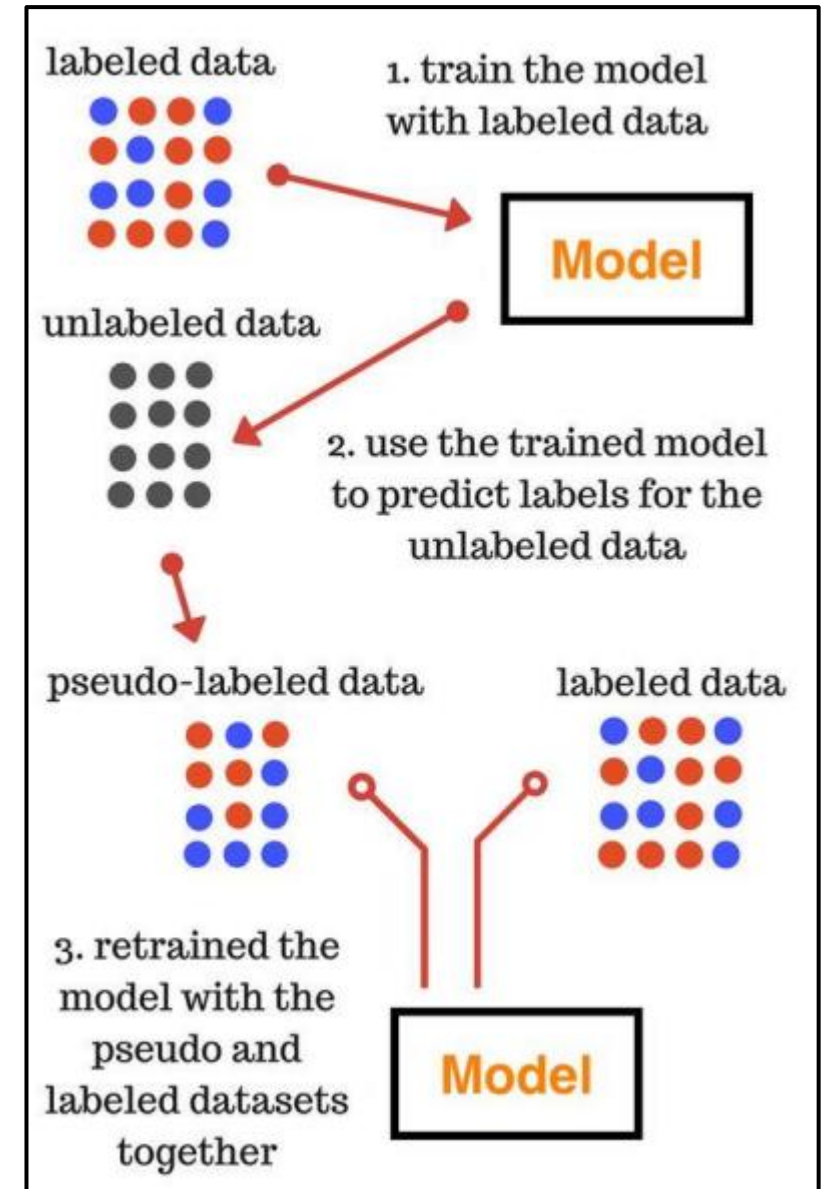 labeled data
1. train the model
with labeled data
Model
unlabeled data
2. use the trained model
to predict labels for the
unlabeled data
pseudo-labeled data
labeled data
3. retrained the
model with the
pseudo and
labeled datasets
together
Model